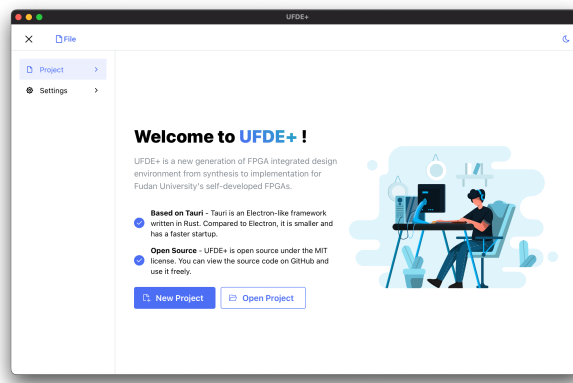 UFDE+
File
Project
Settings
Welcome to UFDE+ !
UFDE+ is a new generation of FPGA integrated design
environment from synthesis to implementation for
Fudan University's self-developed FPGAs.
Based on Tauri - Tauri is an Electron-like framework
written in Rust. Compared to Electron, it is smaller and
has a faster startup.
Open Source - UFDE+ is open source under the MIT
license. You can view the source code on GitHub and
use it freely.
New Project
Open Project